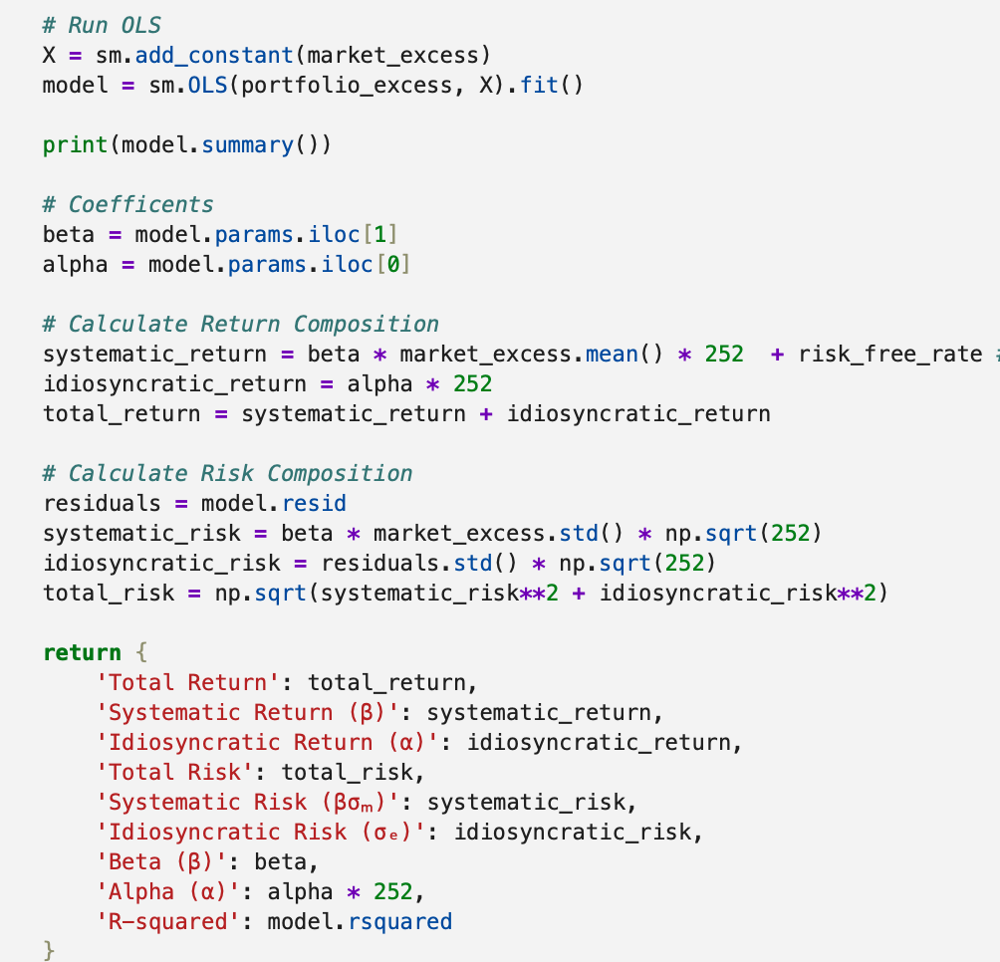 # Run OLS
X = sm.add_constant(market_excess)
model = sm.OLS(portfolio_excess, X).fit()
print(model.summary())
# Coefficents
beta = model.params.iloc[1]
alpha = model.params.iloc[0]
# Calculate Return Composition
systematic_return = beta * market_excess.mean() * 252  + risk_free_rate #
idiosyncratic_return = alpha * 252
total_return = systematic_return + idiosyncratic_return
# Calculate Risk Composition
residuals = model.resid
systematic_risk = beta * market_excess.std() * np.sqrt(252)
idiosyncratic_risk = residuals.std() * np.sqrt(252)
total_risk = np.sqrt(systematic_risk**2 + idiosyncratic_risk**2)
return {
    'Total Return': total_return,
    'Systematic Return (β)': systematic_return,
    'Idiosyncratic Return (α)': idiosyncratic_return,
    'Total Risk': total_risk,
    'Systematic Risk (βσₘ)': systematic_risk,
    'Idiosyncratic Risk (σₑ)': idiosyncratic_risk,
    'Beta (β)': beta,
    'Alpha (α)': alpha * 252,
    'R-squared': model.rsquared
}